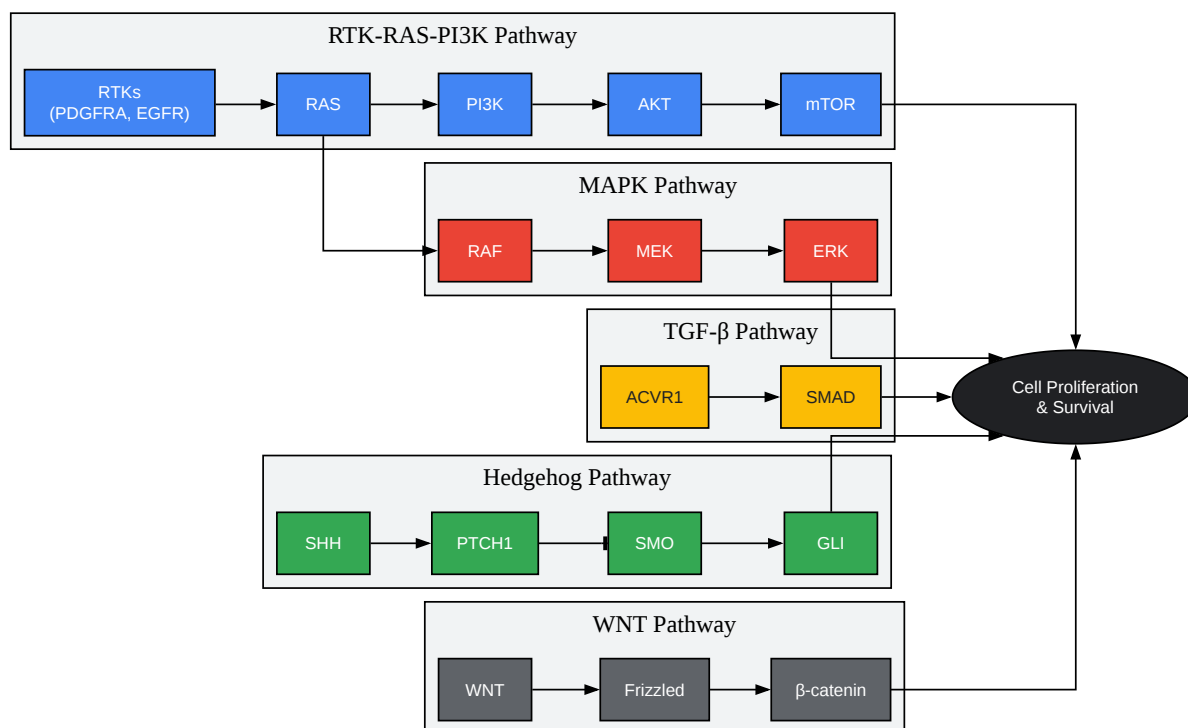 RTK-RAS-PI3K Pathway
RTKs
(PDGFRA, EGFR)
RAS
PI3K
AKT
mTOR
MAPK Pathway
RAF
MEK
ERK
TGF-β Pathway
ACVR1
SMAD
Cell Proliferation
& Survival
Hedgehog Pathway
SHH
PTCH1
SMO
GLI
WNT Pathway
WNT
Frizzled
β-catenin